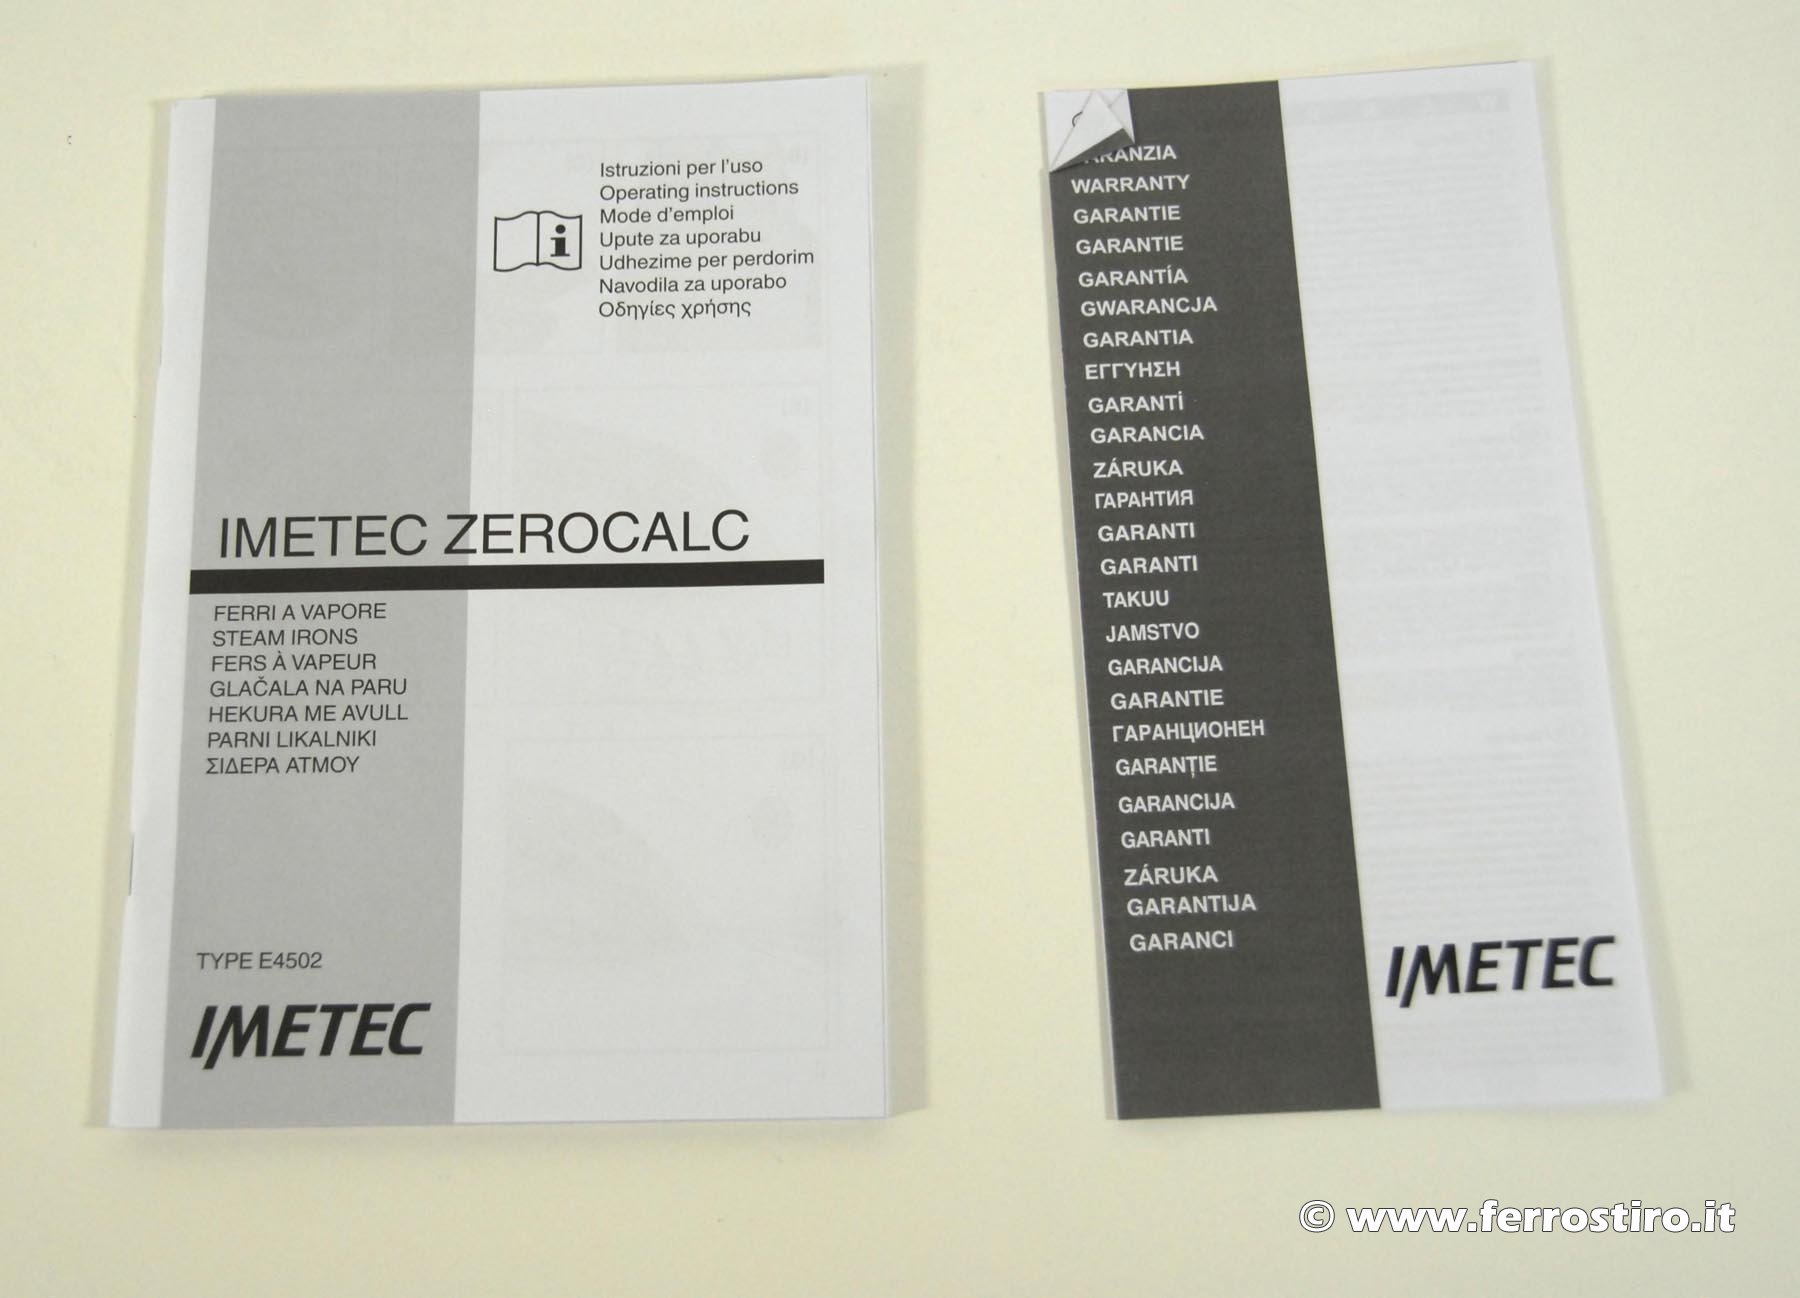 Istruzioni per l'uso
Operating instructions
Mode d'emploi
Upute za uporabu
Udhezime per perdorim
Navodila za uporabo
Οδηγίες χρήσης
IMETEC ZEROCALC
FERRI A VAPORE
STEAM IRONS
FERS À VAPEUR
GLAČALA NA PARU
HEKURA ME AVULL
PARNI LIKALNIKI
ΣΙΔΕΡΑ ΑΤΜΟΥ
TYPE E4502
IMETEC
WARRANTY
GARANTIE
GARANTIE
GARANTÍA
GWARANCJA
GARANTIA
ΕΓΓΥΗΣΗ
GARANTİ
GARANCIA
ZÁRUKA
ГАРАНТИЯ
GARANTI
GARANTI
TAKUU
JAMSTVO
GARANCIJA
GARANTIE
ГАРАНЦИОНЕН
GARANȚIE
GARANCIJA
GARANTI
ZÁRUKA
GARANTIJA
GARANCI
IMETEC
© www.ferrostiro.it